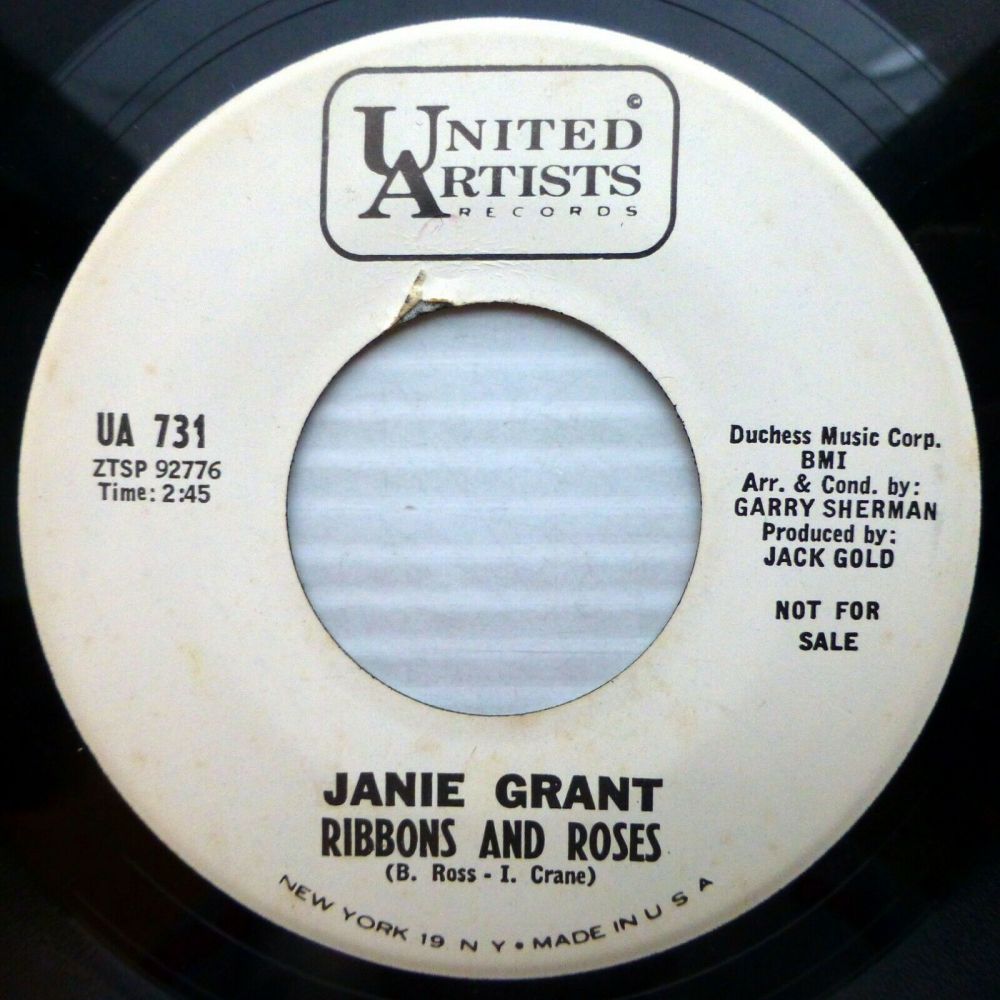 UNITED ©
ARTISTS
RECORDS
UA 731
ZTSP 92776
Time: 2:45
Duchess Music Corp.
BMI
Arr. & Cond. by:
GARRY SHERMAN
Produced by:
JACK GOLD
NOT FOR
SALE
JANIE GRANT
RIBBONS AND ROSES
(B. Ross - I. Crane)
NEW YORK 19 N Y • MADE IN U S A